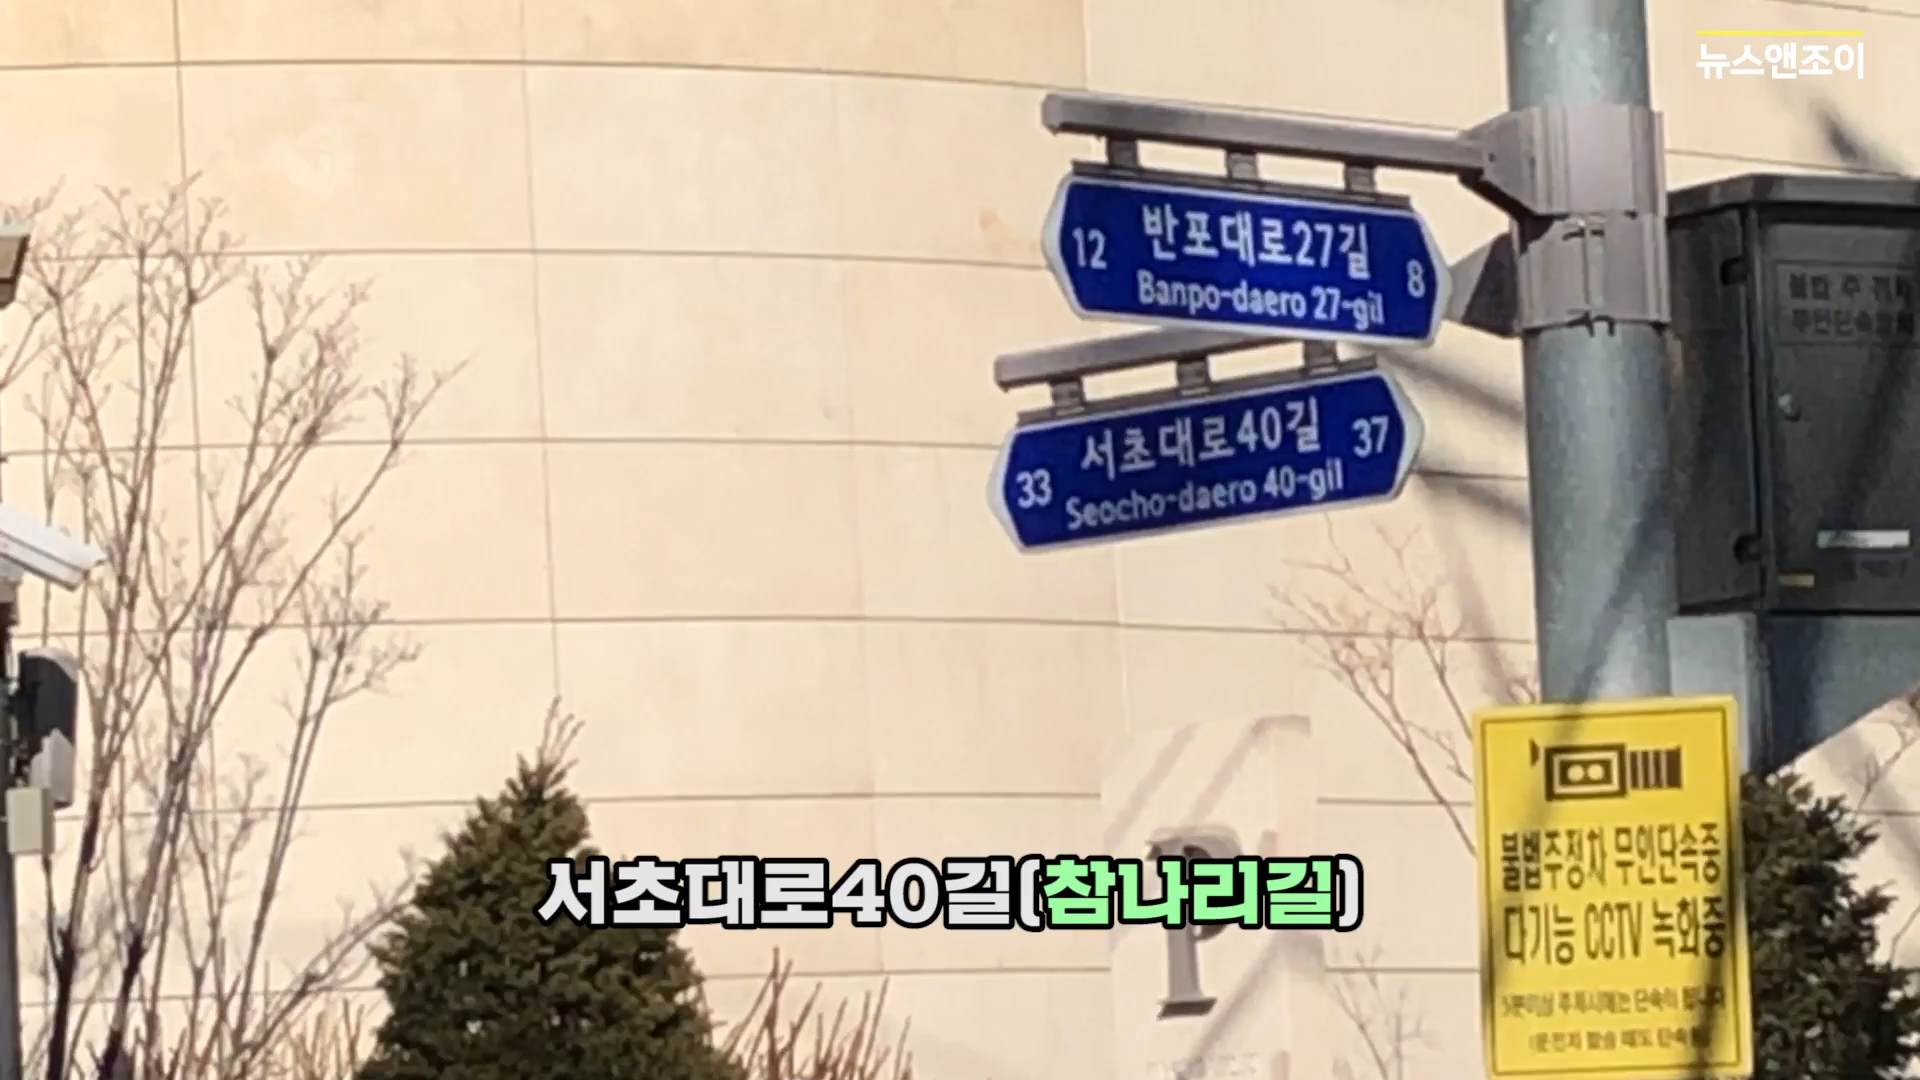 뉴스앤조이
12 반포대로27길 8
Banpo-daero 27-gil
33 서초대로40길 37
Seocho-daero 40-gil
불법주정차 무인단속중
다기능 CCTV 녹화중
서초대로40길(참나리길)
P